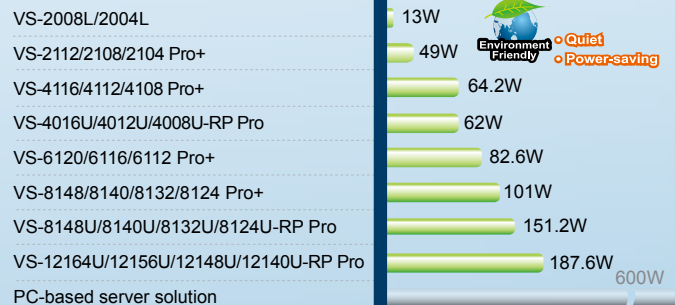 VS-2008L/2004L 13W
VS-2112/2108/2104 Pro+ 49W
Environment
Friendly
• Quiet
• Power-saving
VS-4116/4112/4108 Pro+ 64.2W
VS-4016U/4012U/4008U-RP Pro 62W
VS-6120/6116/6112 Pro+ 82.6W
VS-8148/8140/8132/8124 Pro+ 101W
VS-8148U/8140U/8132U/8124U-RP Pro 151.2W
VS-12164U/12156U/12148U/12140U-RP Pro 187.6W
PC-based server solution 600W